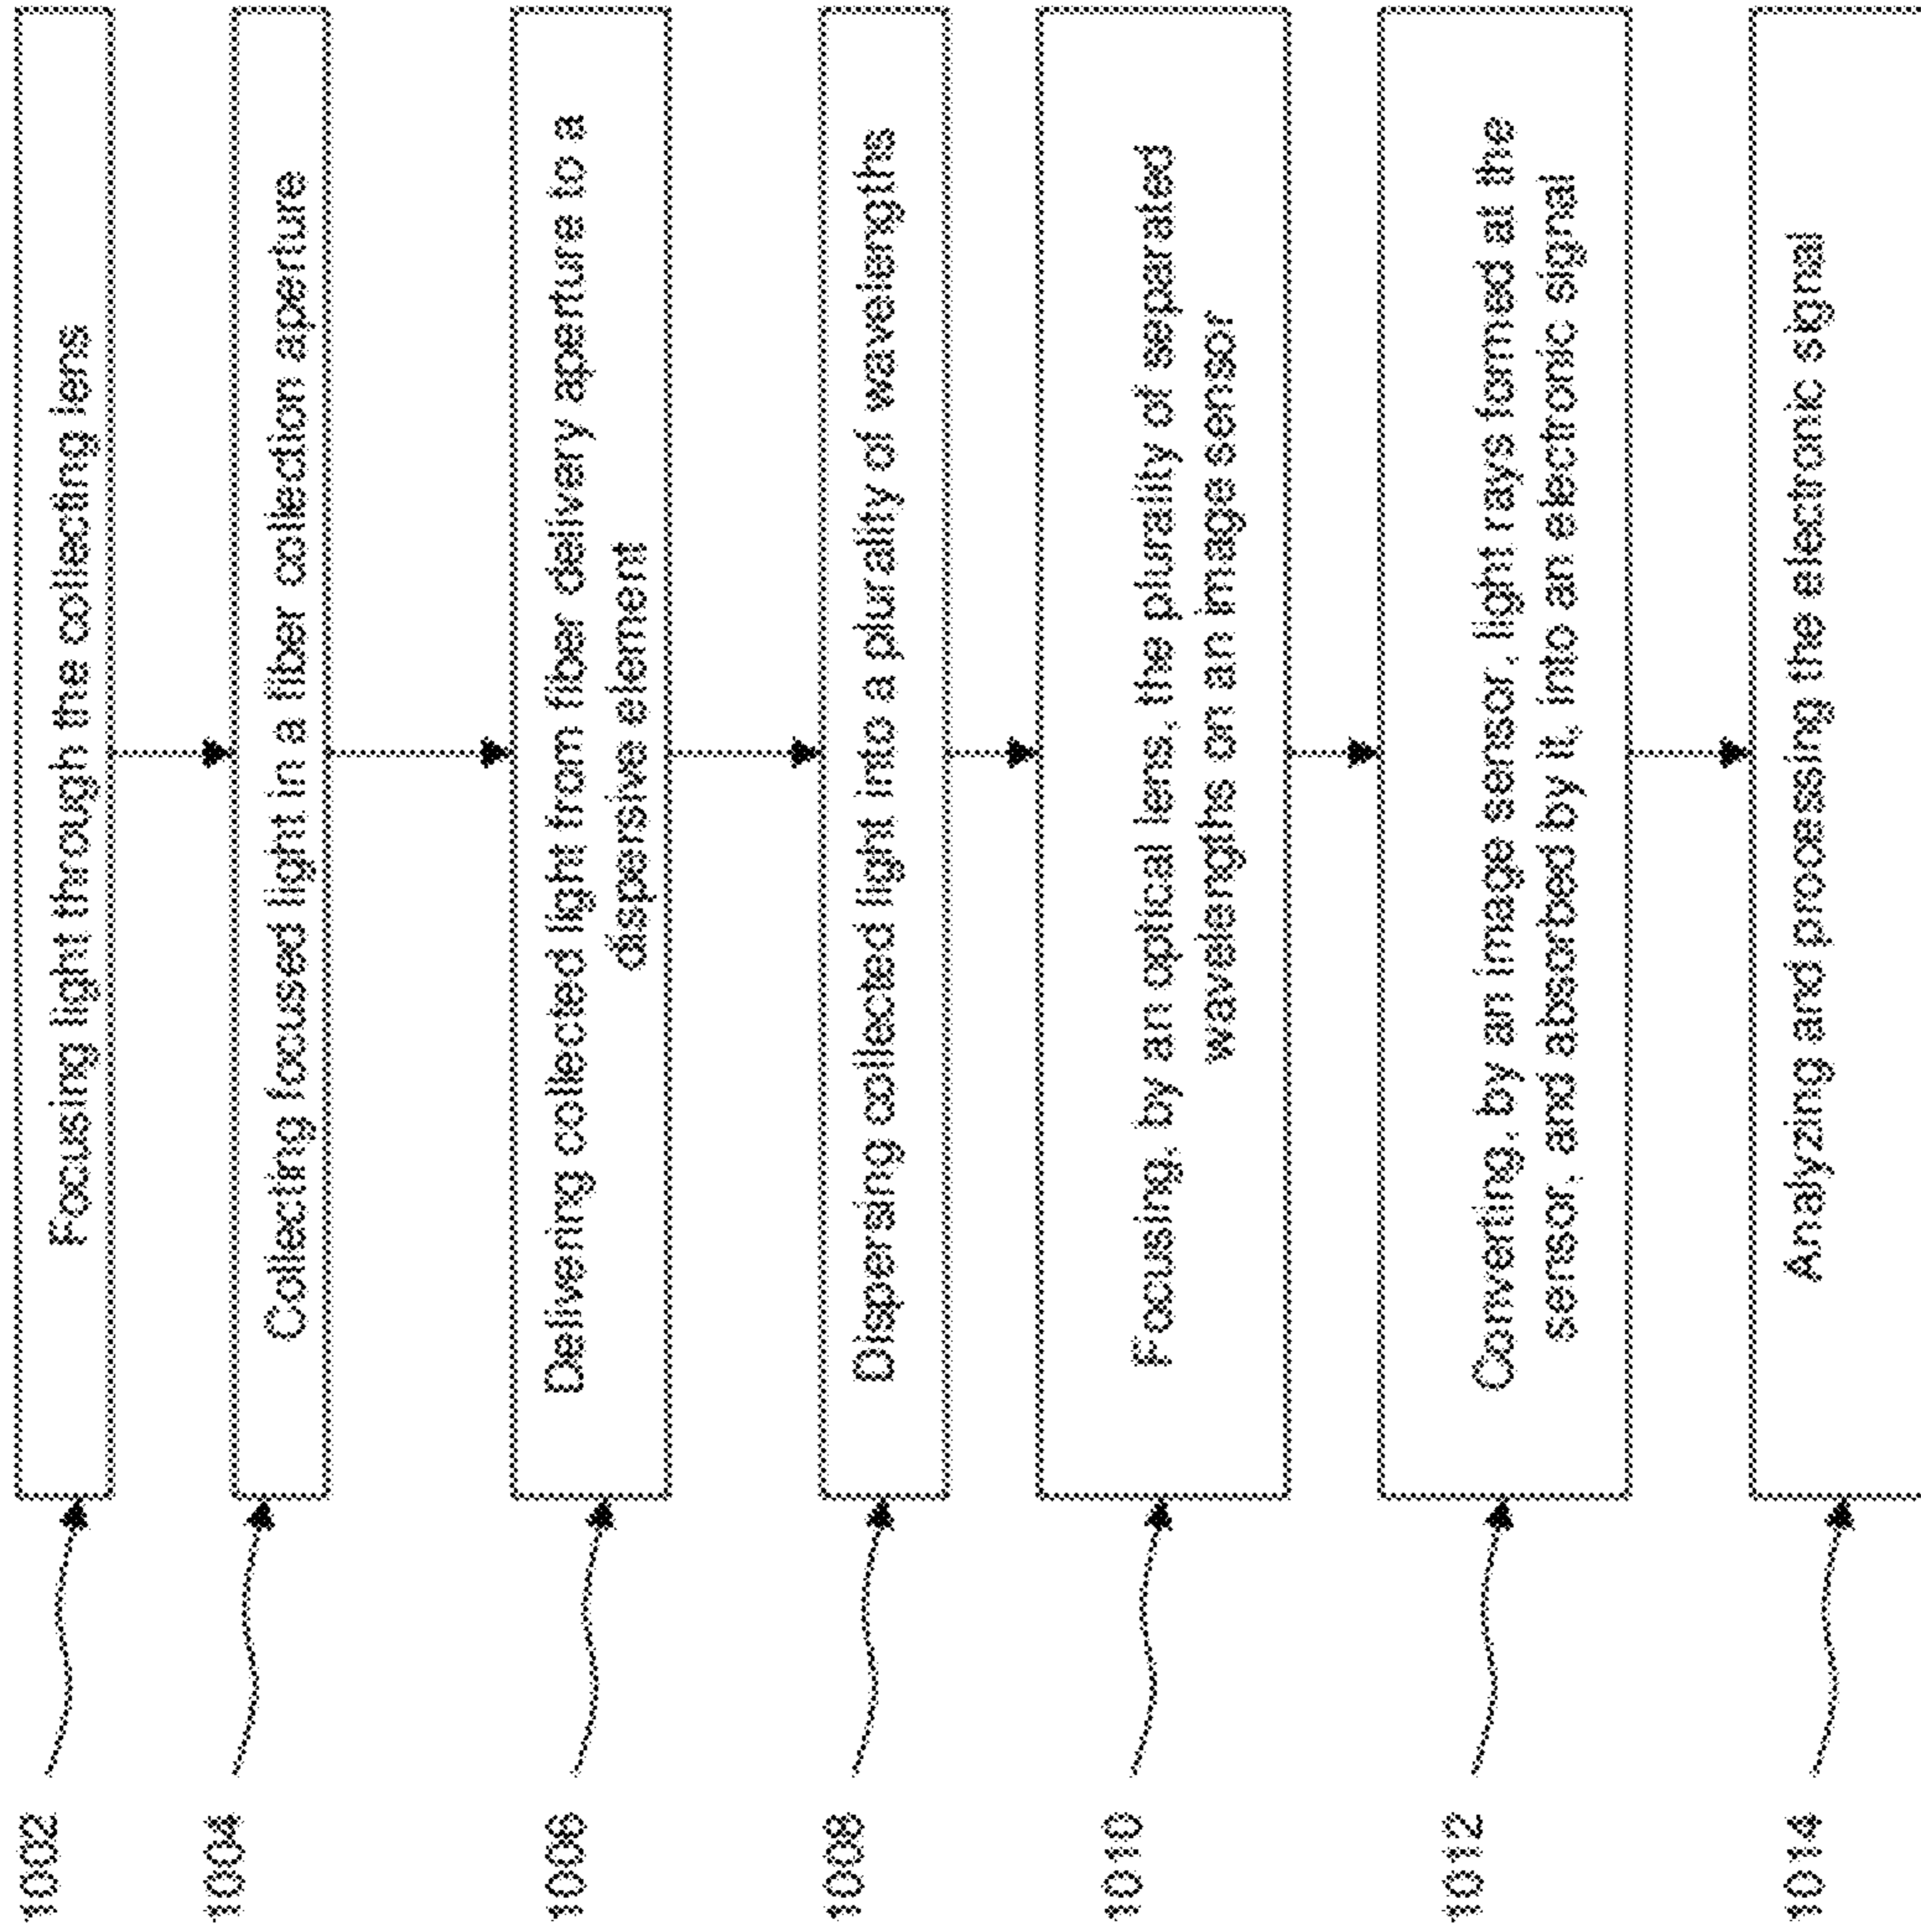 1002
Focusing light through the collecting lens
1004
Collecting focused light in a fiber collection aperture
1006
Delivering collected light from fiber delivery aperture to a
dispersive element
1008
Dispersing collected light into a plurality of wavelengths
1010
Focusing, by an optical lens, the plurality of separated
wavelengths on an image sensor
1012
Converting, by an image sensor, light rays formed at the
sensor, and absorbed by it, into an electronic signal
1014
Analyzing and processing the electronic signal